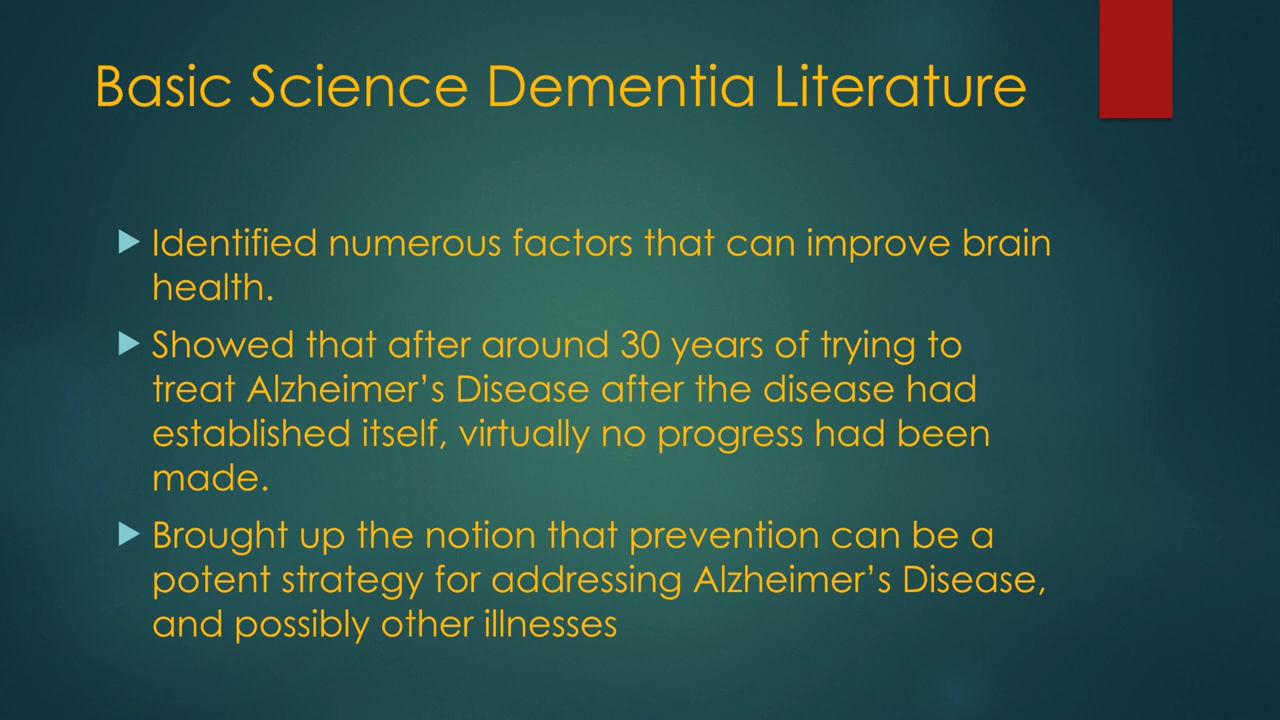 Basic Science Dementia Literature
Identified numerous factors that can improve brain
health.
Showed that after around 30 years of trying to
treat Alzheimer’s Disease after the disease had
established itself, virtually no progress had been
made.
Brought up the notion that prevention can be a
potent strategy for addressing Alzheimer’s Disease,
and possibly other illnesses